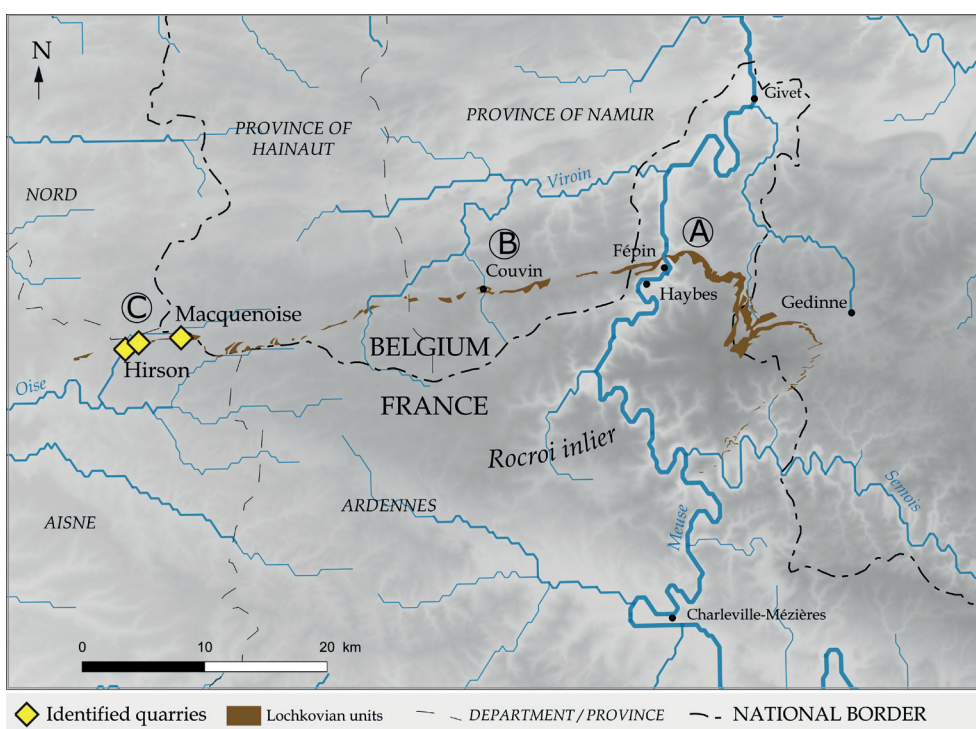 N
Givet
PROVINCE OF
HAINAUT
PROVINCE OF NAMUR
NORD
Viroin
A
B
Fépin
Couvin
Haybes
Gedinne
C
Macquenoise
Hirson
BELGIUM
FRANCE
Oise
Rocroi inlier
Semois
AISNE
ARDENNES
Meuse
Charleville-Mézières
0 10 20 km
Identified quarries
Lochkovian units
DEPARTMENT / PROVINCE
NATIONAL BORDER